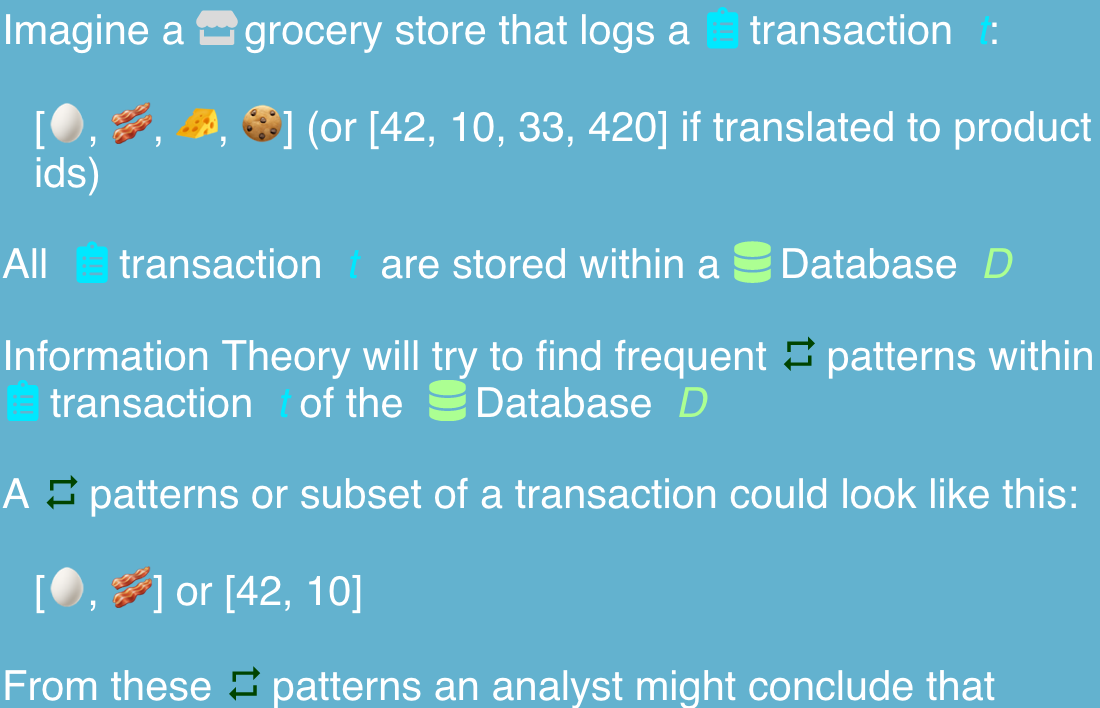 Imagine a grocery store that logs a 📋 transaction t:
[🥚, 🥓, 🧀, 🍪] (or [42, 10, 33, 420] if translated to product
ids)
All transaction t are stored within a Database D
Information Theory will try to find frequent patterns within
transaction t of the Database D
A patterns or subset of a transaction could look like this:
[🥚, 🥓] or [42, 10]
From these patterns an analyst might conclude that